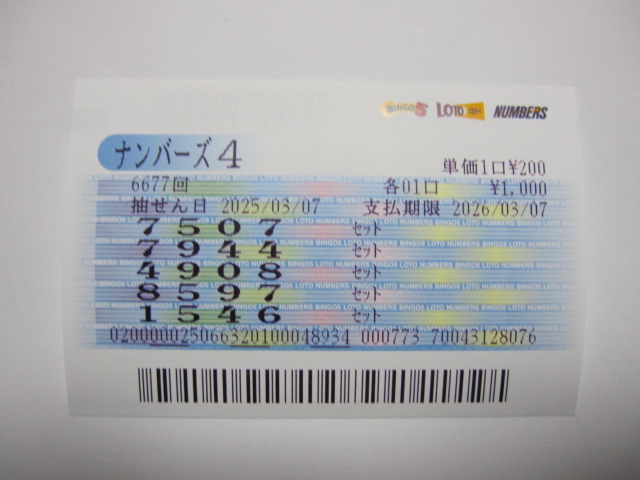 BINGO5 LOTO NUMBERS
ナンバーズ4
単価1口¥200
6677回 各01口 ¥1,000
抽せん日 2025/03/07 支払期限 2026/03/07
7507 セット
7944 セット
4908 セット
8597 セット
1546 セット
020000025066320100048934 000773 70043128076